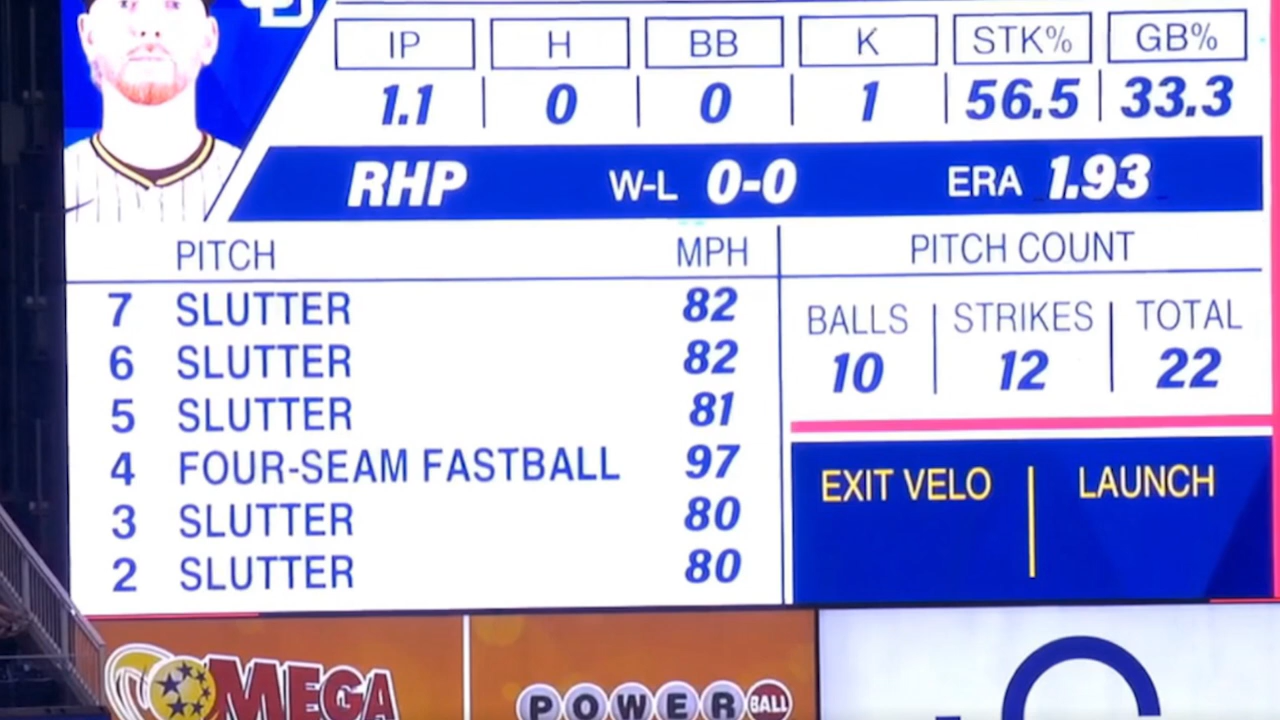 SD
IP H BB K STK% GB%
1.1 0 0 1 56.5 33.3
RHP W-L 0-0 ERA 1.93
PITCH MPH PITCH COUNT
7 SLUTTER 82
6 SLUTTER 82
5 SLUTTER 81
4 FOUR-SEAM FASTBALL 97
3 SLUTTER 80
2 SLUTTER 80
BALLS STRIKES TOTAL
10 12 22
EXIT VELO LAUNCH
MEGA
POWERBALL